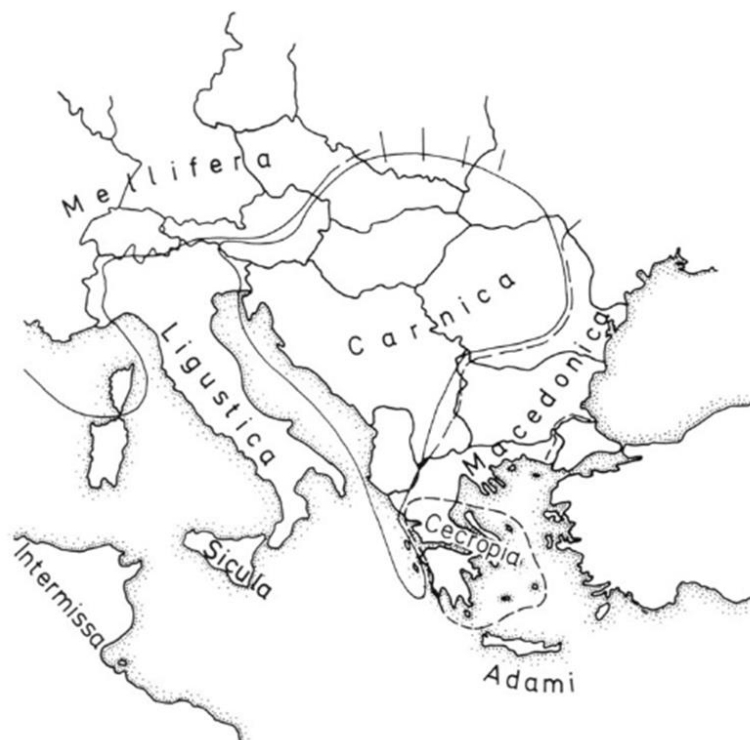 Mellifera
Carnica
Ligustica
Macedonica
Cecropia
Sicula
Intermissa
Adami